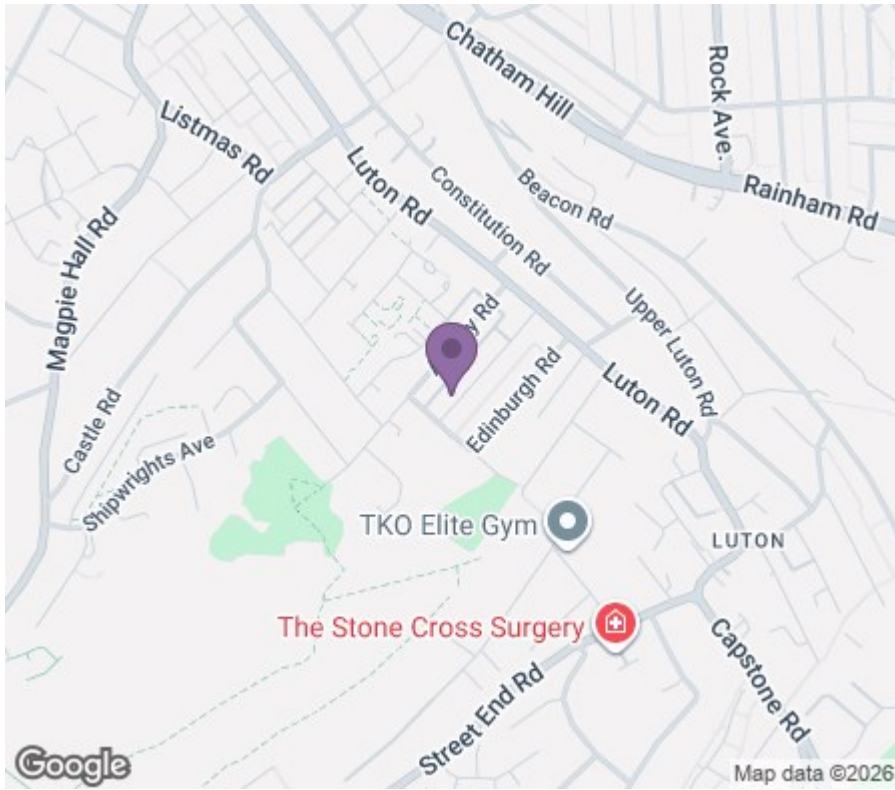 Chatham Hill
Rock Ave.
Listmas Rd
Luton Rd
Constitution Rd
Beacon Rd
Rainham Rd
Magpie Hall Rd
Upper Luton Rd
Edinburgh Rd
Luton Rd
Castle Rd
Shipwrights Ave
TKO Elite Gym
LUTON
The Stone Cross Surgery
Capstone Rd
Street End Rd
Google
Map data ©2026